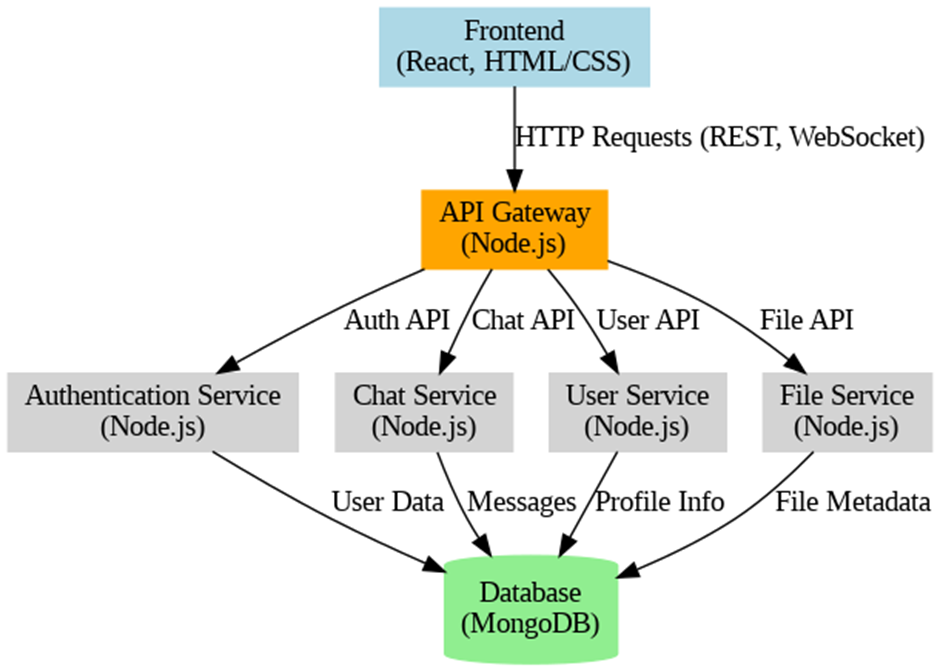 Frontend
(React, HTML/CSS)
HTTP Requests (REST, WebSocket)
API Gateway
(Node.js)
Auth API
Chat API
User API
File API
Authentication Service
(Node.js)
Chat Service
(Node.js)
User Service
(Node.js)
File Service
(Node.js)
User Data
Messages
Profile Info
File Metadata
Database
(MongoDB)